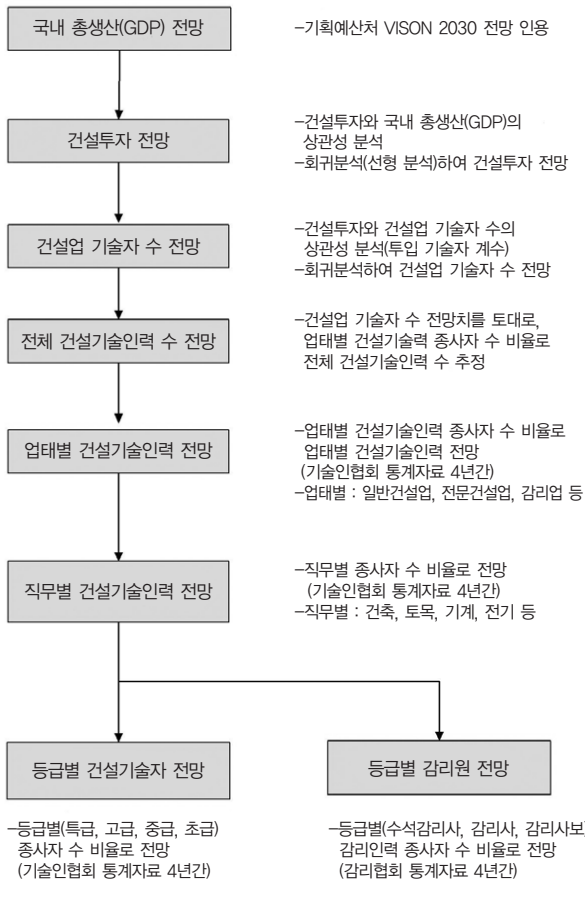 국내 총생산(GDP) 전망
-기획예산처 VISON 2030 전망 인용
건설투자 전망
-건설투자와 국내 총생산(GDP)의
상관성 분석
-회귀분석(선형 분석)하여 건설투자 전망
건설업 기술자 수 전망
-건설투자와 건설업 기술자 수의
상관성 분석(투입 기술자 계수)
-회귀분석하여 건설업 기술자 수 전망
전체 건설기술인력 수 전망
-건설업 기술자 수 전망치를 토대로,
업태별 건설기술력 종사자 수 비율로
전체 건설기술인력 수 추정
업태별 건설기술인력 전망
-업태별 건설기술인력 종사자 수 비율로
업태별 건설기술인력 전망
(기술인협회 통계자료 4년간)
-업태별 : 일반건설업, 전문건설업, 감리업 등
직무별 건설기술인력 전망
-직무별 종사자 수 비율로 전망
(기술인협회 통계자료 4년간)
-직무별 : 건축, 토목, 기계, 전기 등
등급별 건설기술자 전망
-등급별(특급, 고급, 중급, 초급)
종사자 수 비율로 전망
(기술인협회 통계자료 4년간)
등급별 감리원 전망
-등급별(수석감리사, 감리사, 감리사보)
감리인력 종사자 수 비율로 전망
(감리협회 통계자료 4년간)